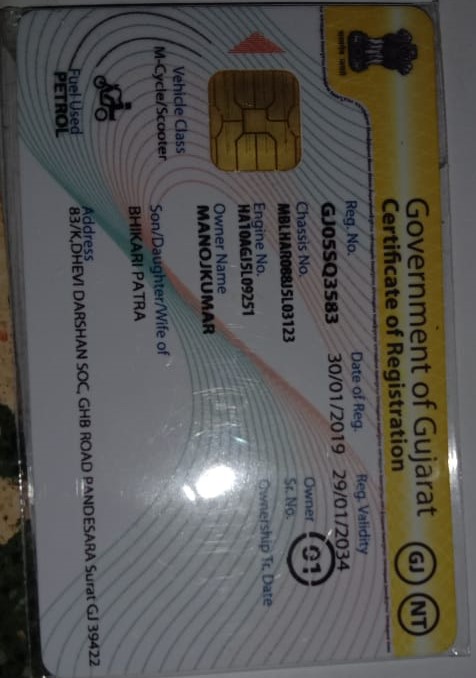 Government of Gujarat
Certificate of Registration
GJ NT
सत्यमेव जयते
Reg. No. Date of Reg. Reg. Validity
GJ05SQ3583 30/01/2019 29/01/2034
Chassis No.
MBLHAR088J5L03123
Owner Sr. No. 01
Engine No.
HA10AGJ5L09251
Ownership Tr. Date
Owner Name
MANOJKUMAR
Vehicle Class
M-Cycle/Scooter
Son/Daughter/Wife of
BHIKARI PATRA
Fuel Used
PETROL
Address
83/K,DHEVI DARSHAN SOC, GHB ROAD PANDESARA Surat GJ 39422